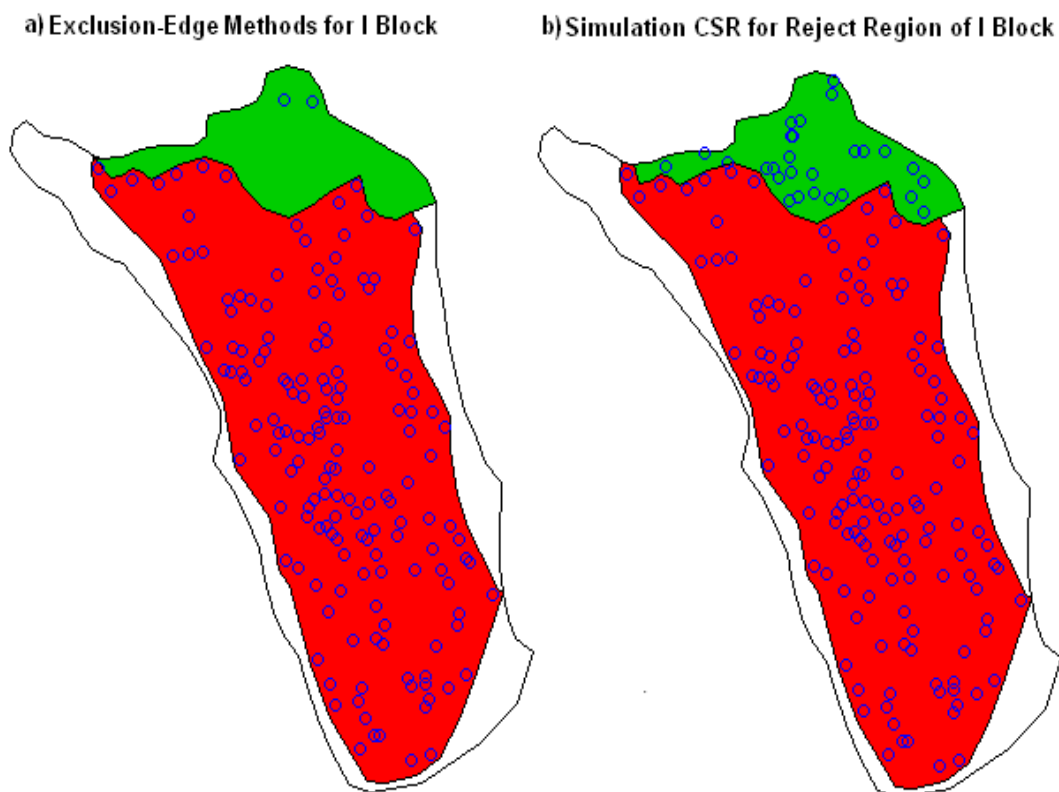 a) Exclusion-Edge Methods for I Block
b) Simulation CSR for Reject Region of I Block